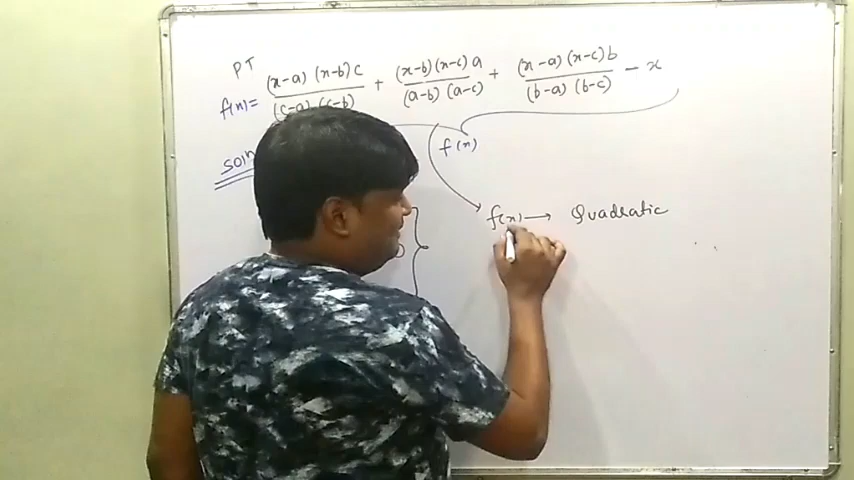 PT
f(x)= (x-a) (x-b) c / (c-a) (c-b) + (x-b) (x-c) a / (a-b) (a-c) + (x-a) (x-c) b / (b-a) (b-c) - x
soln
f(x)
f(x) → Quadratic